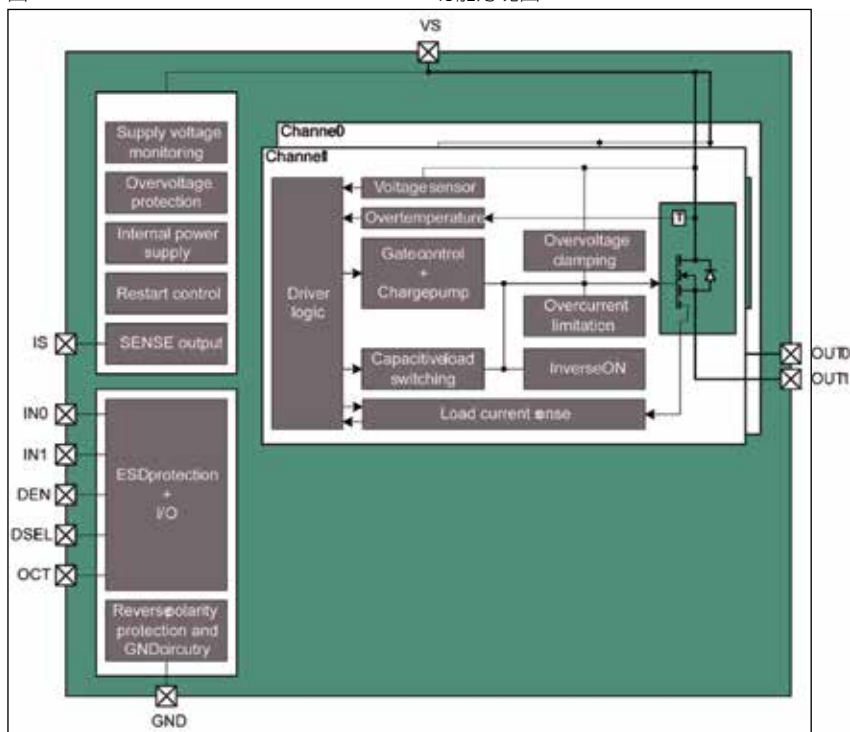 VS
Supply voltage
monitoring
Overvoltage
protection
Internal power
supply
Restart control
SENSE output
ESDprotection
+
I/O
Reversepolarity
protection and
GNDcircutry
IS
IN0
IN1
DEN
DSEL
OCT
GND
Channe0
Channel1
Driver
logic
Voltagesensor
Overtemperature
Gatecontrol
+
Chargepump
Capacitiveload
switching
Overvoltage
clamping
Overcurrent
limitation
InverseON
Load current sense
T
OUT0
OUT1